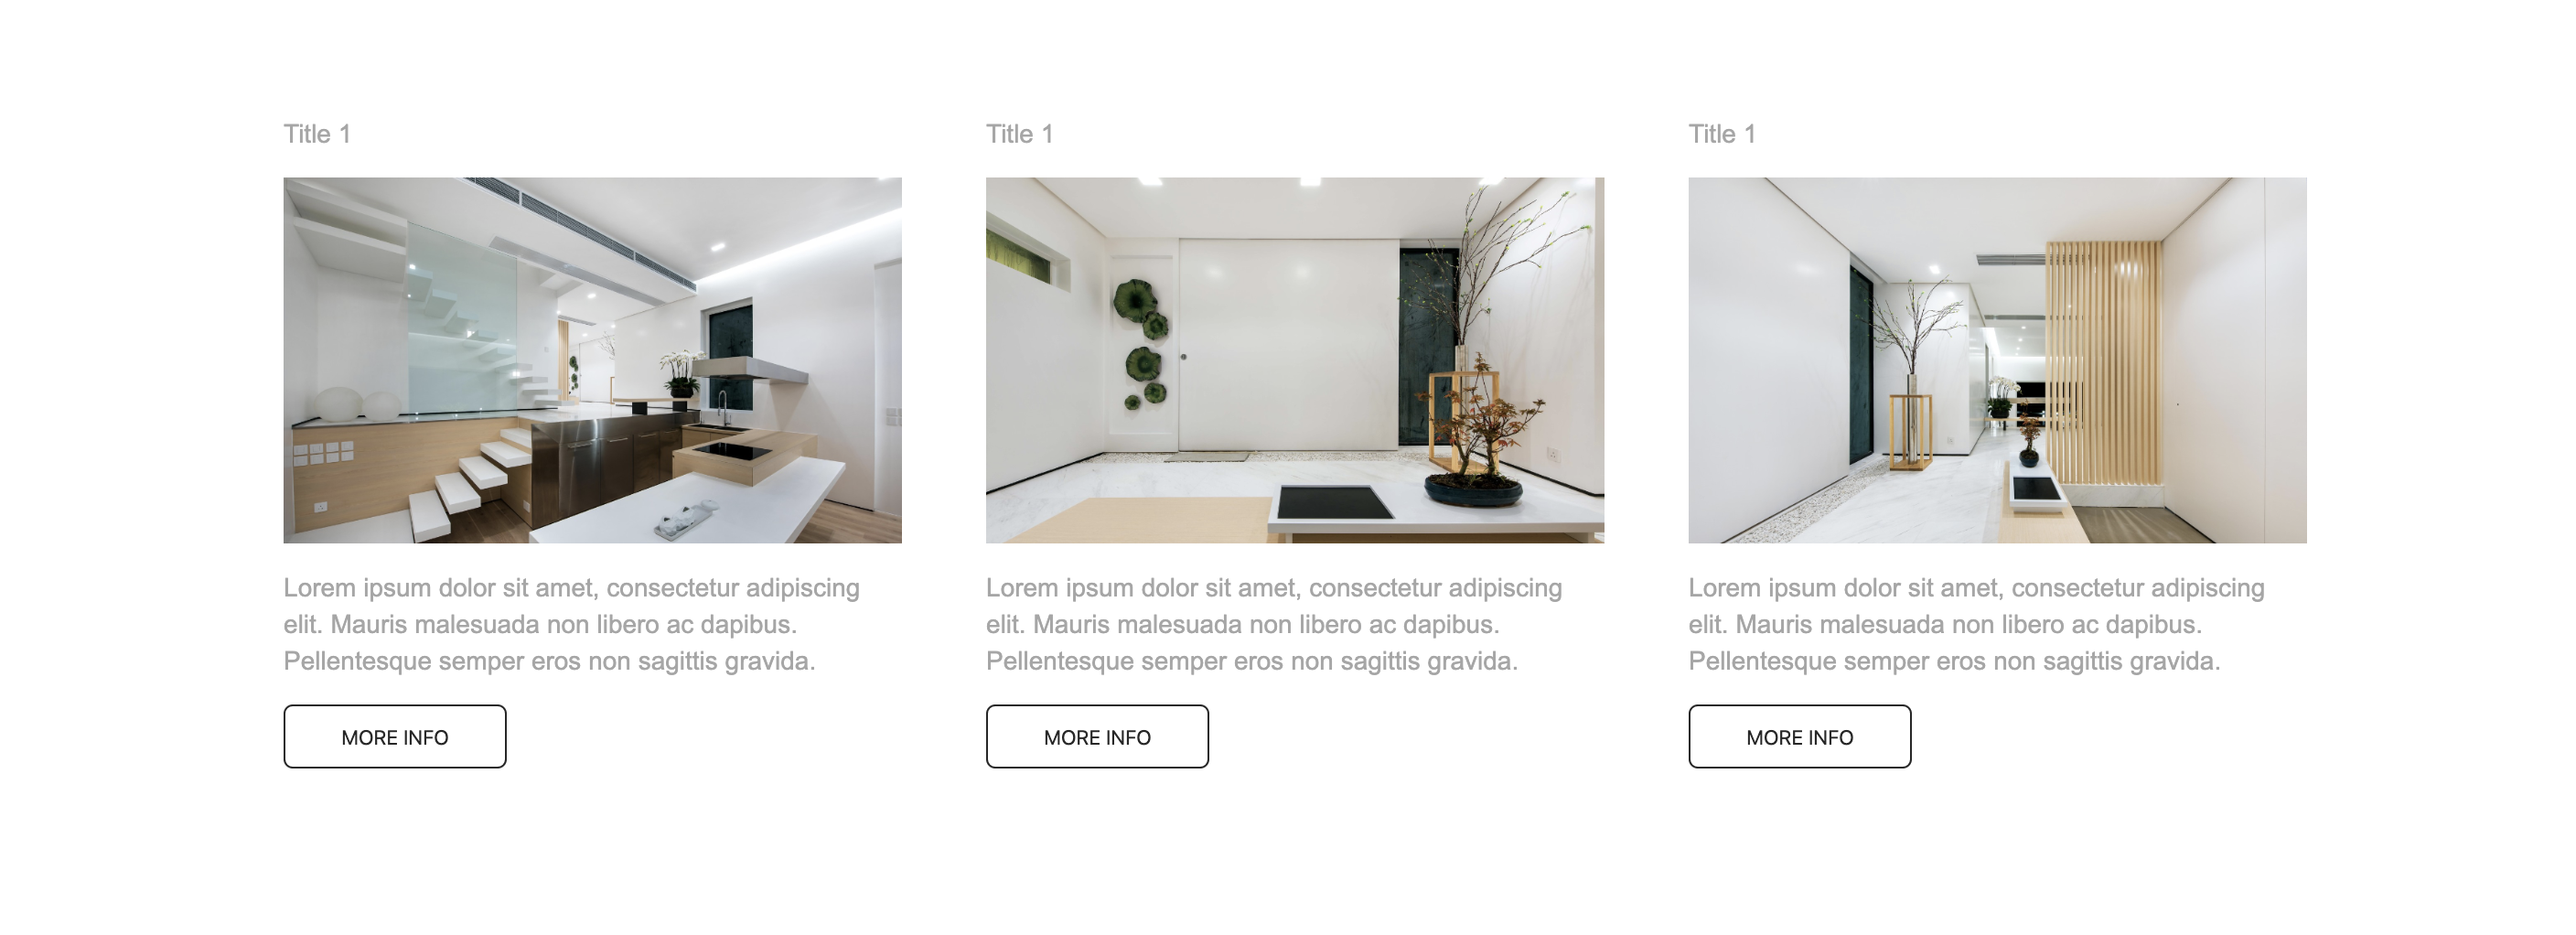 Title 1
Lorem ipsum dolor sit amet, consectetur adipiscing
elit. Mauris malesuada non libero ac dapibus.
Pellentesque semper eros non sagittis gravida.
MORE INFO
Title 1
Lorem ipsum dolor sit amet, consectetur adipiscing
elit. Mauris malesuada non libero ac dapibus.
Pellentesque semper eros non sagittis gravida.
MORE INFO
Title 1
Lorem ipsum dolor sit amet, consectetur adipiscing
elit. Mauris malesuada non libero ac dapibus.
Pellentesque semper eros non sagittis gravida.
MORE INFO